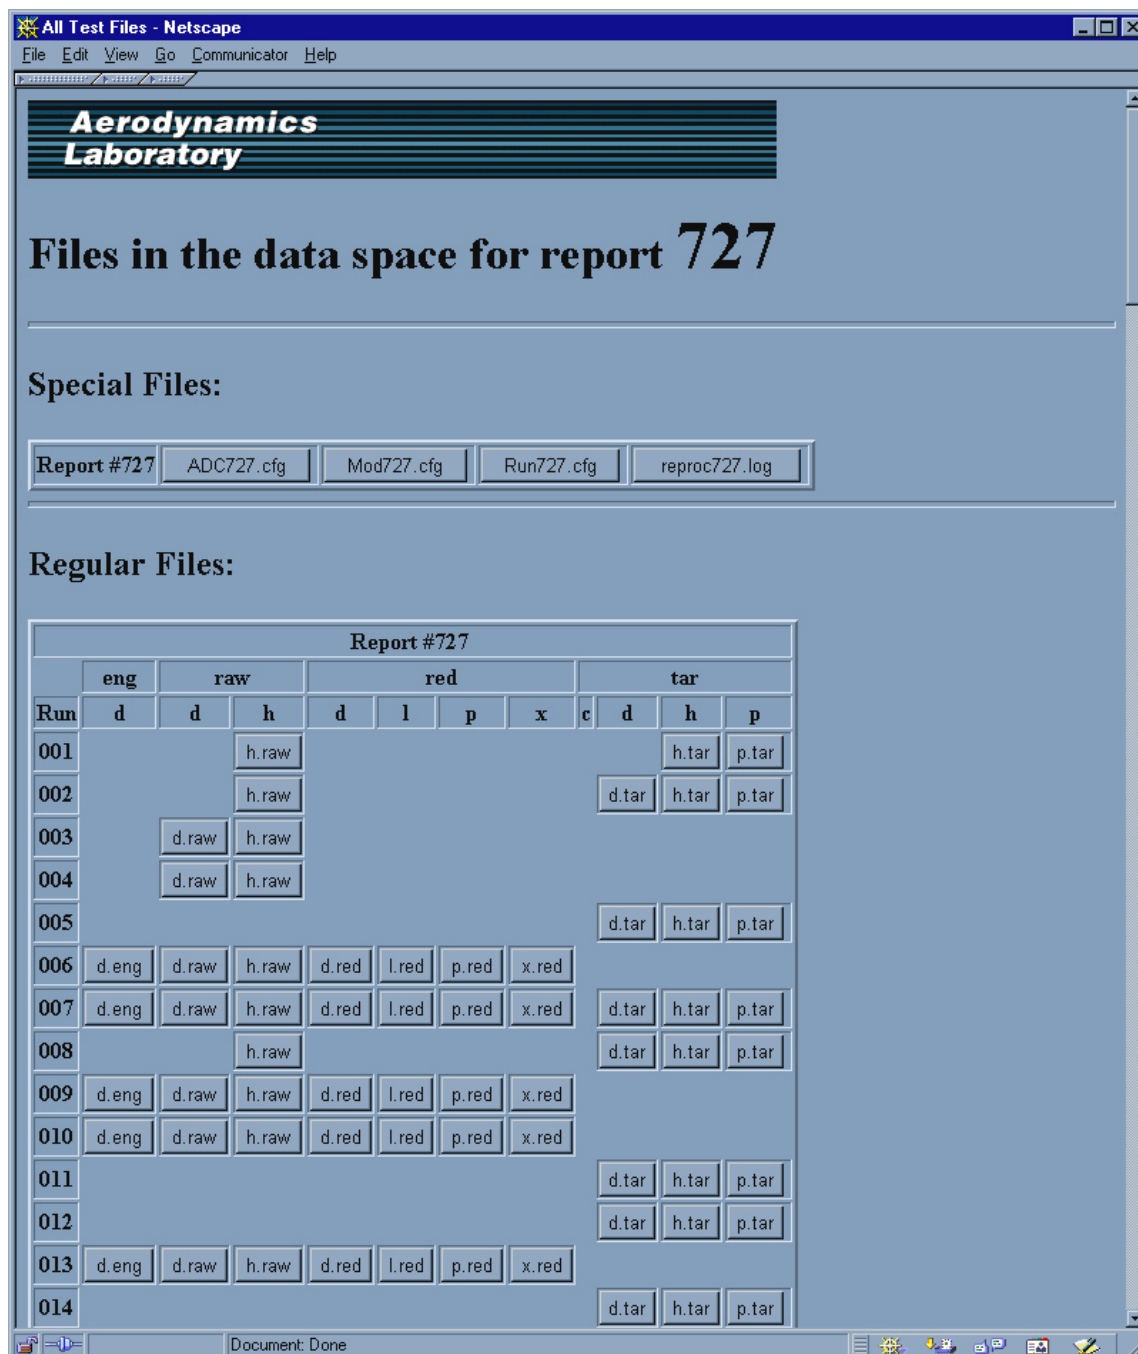 All Test Files - Netscape
File Edit View Go Communicator Help
Aerodynamics
Laboratory
Files in the data space for report 727
Special Files:
Report #727 ADC727.cfg Mod727.cfg Run727.cfg reproc727.log
Regular Files:
Report #727
eng raw red tar
Run d d h d l p x c d h p
001 h.raw h.tar p.tar
002 h.raw d.tar h.tar p.tar
003 d.raw h.raw
004 d.raw h.raw
005 d.tar h.tar p.tar
006 d.eng d.raw h.raw d.red l.red p.red x.red
007 d.eng d.raw h.raw d.red l.red p.red x.red d.tar h.tar p.tar
008 h.raw d.tar h.tar p.tar
009 d.eng d.raw h.raw d.red l.red p.red x.red
010 d.eng d.raw h.raw d.red l.red p.red x.red
011 d.tar h.tar p.tar
012 d.tar h.tar p.tar
013 d.eng d.raw h.raw d.red l.red p.red x.red
014 d.tar h.tar p.tar
Document: Done